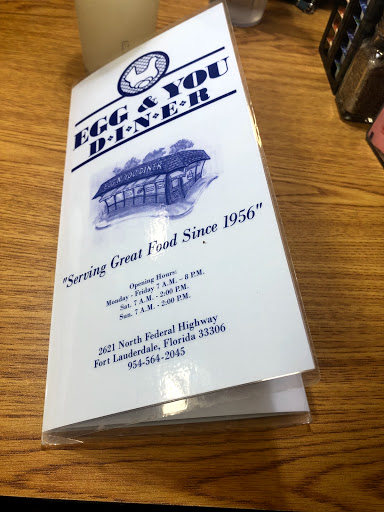 EGG & YOU
D·I·N·E·R
"Serving Great Food Since 1956"
Opening Hours:
Monday - Friday 7 A.M. – 8 P.M.
Sat. 7 A.M. - 2:00 P.M.
Sun. 7 A.M. - 2:00 P.M.
2621 North Federal Highway
Fort Lauderdale, Florida 33306
954-564-2045